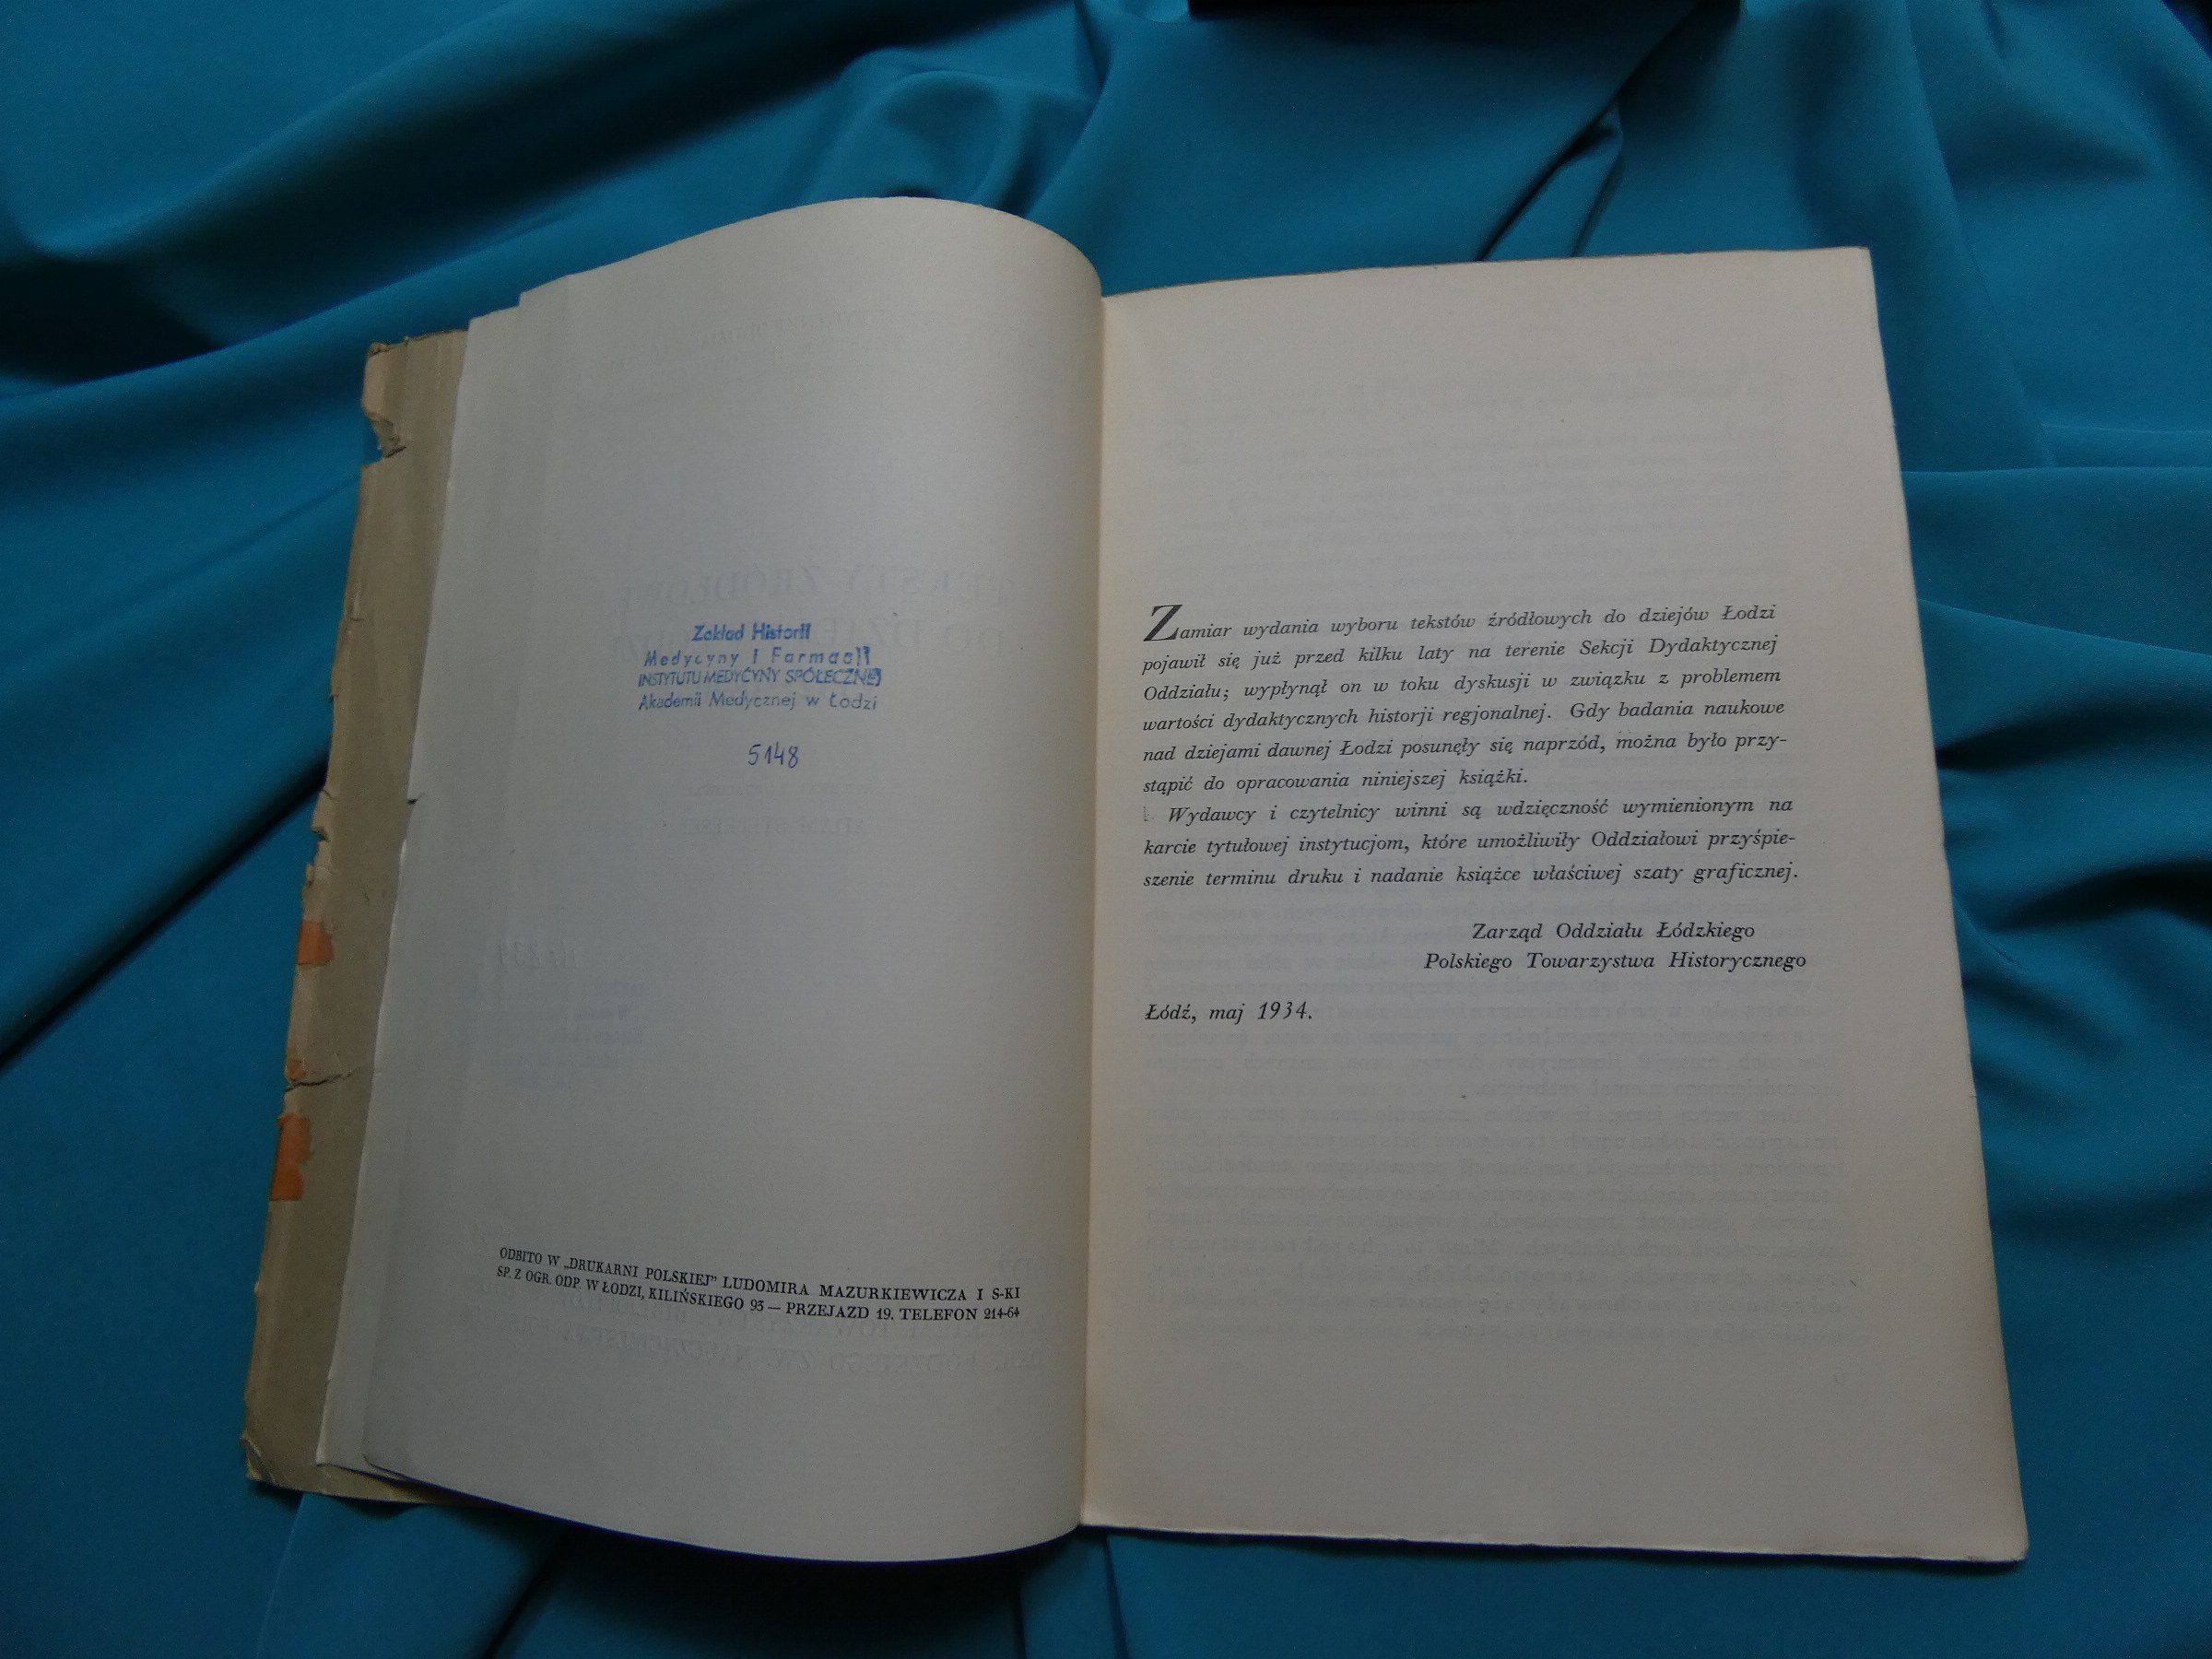 Zakład Historii
Medycyny i Farmacji
INSTYTUTU MEDYCYNY SPOŁECZNEJ
Akademii Medycznej w Łodzi
5148
ODBITO W „DRUKARNI POLSKIEJ” LUDOMIRA MAZURKIEWICZA I S-KI
SP. Z OGR. ODP. W ŁODZI, KILIŃSKIEGO 95 — PRZEJAZD 19. TELEFON 214-64
Zamiar wydania wyboru tekstów źródłowych do dziejów Łodzi
pojawił się już przed kilku laty na terenie Sekcji Dydaktycznej
Oddziału; wypłynął on w toku dyskusji w związku z problemem
wartości dydaktycznych historji regjonalnej. Gdy badania naukowe
nad dziejami dawnej Łodzi posunęły się naprzód, można było przy-
stąpić do opracowania niniejszej książki.
Wydawcy i czytelnicy winni są wdzięczność wymienionym na
karcie tytułowej instytucjom, które umożliwiły Oddziałowi przyśpie-
szenie terminu druku i nadanie książce właściwej szaty graficznej.
Zarząd Oddziału Łódzkiego
Polskiego Towarzystwa Historycznego
Łódź, maj 1934.